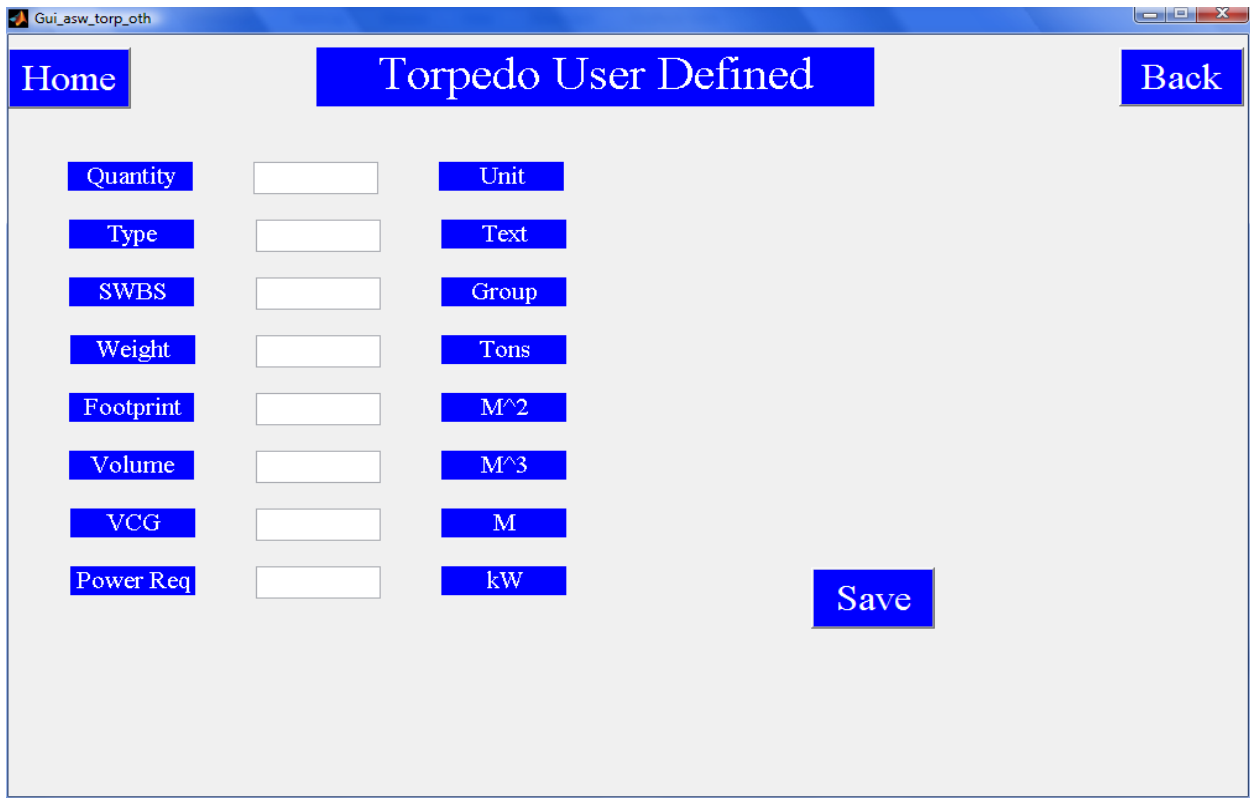 Gui_asw_torp_oth
Home Torpedo User Defined Back
Quantity Unit
Type Text
SWBS Group
Weight Tons
Footprint M^2
Volume M^3
VCG M
Power Req kW
Save